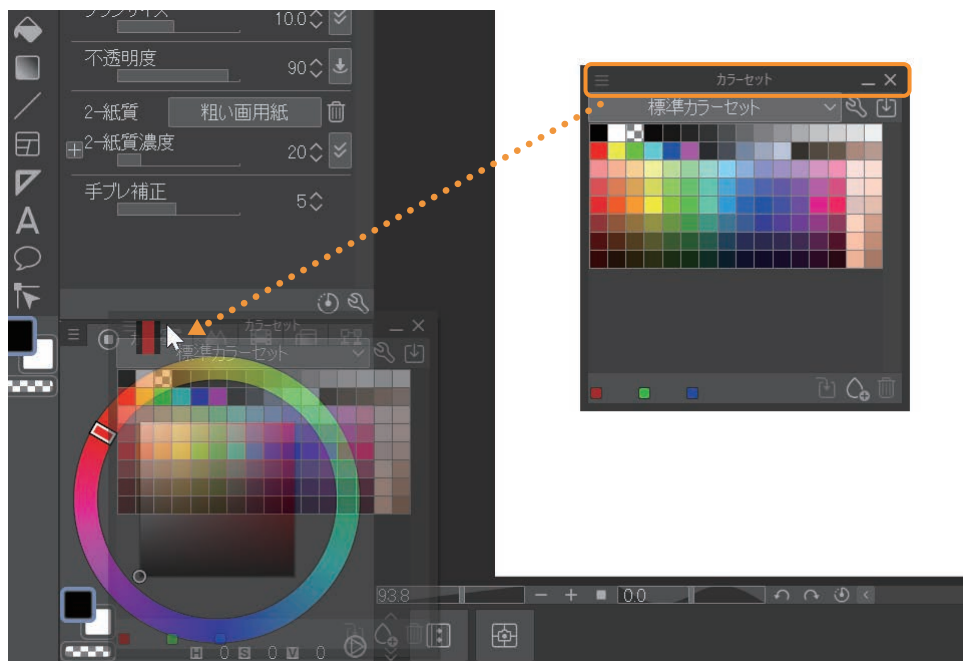 ブラシサイズ 10.0
不透明度 90
2-紙質 粗い画用紙
2-紙質濃度 20
手ブレ補正 5
A
カラーセット
標準カラーセット
カラーセット
標準カラーセット
93.8 0.0
H 0 S 0 V 0